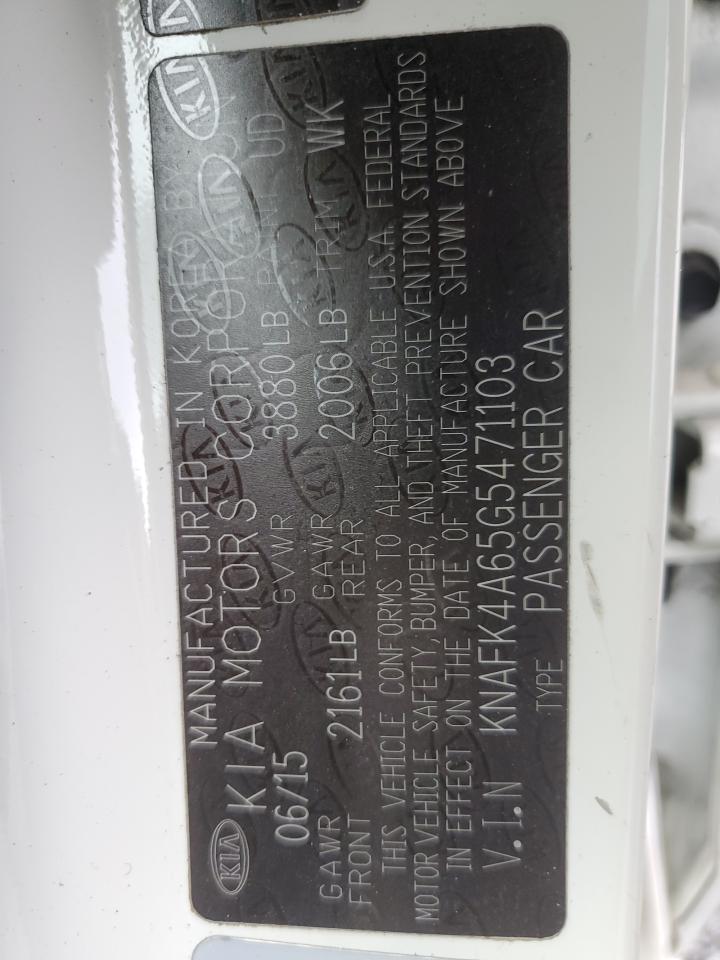 MANUFACTURED IN KOREA BY
KIA KIA MOTORS CORPORATION
06/15 GVWR 3880LB PAINT UD
GAWR FRONT 2161LB GAWR REAR 2006LB TRIM WK
THIS VEHICLE CONFORMS TO ALL APPLICABLE U.S.A. FEDERAL
MOTOR VEHICLE SAFETY, BUMPER, AND THEFT PREVENTION STANDARDS
IN EFFECT ON THE DATE OF MANUFACTURE SHOWN ABOVE
V.I.N KNAFK4A65G5471103
TYPE PASSENGER CAR